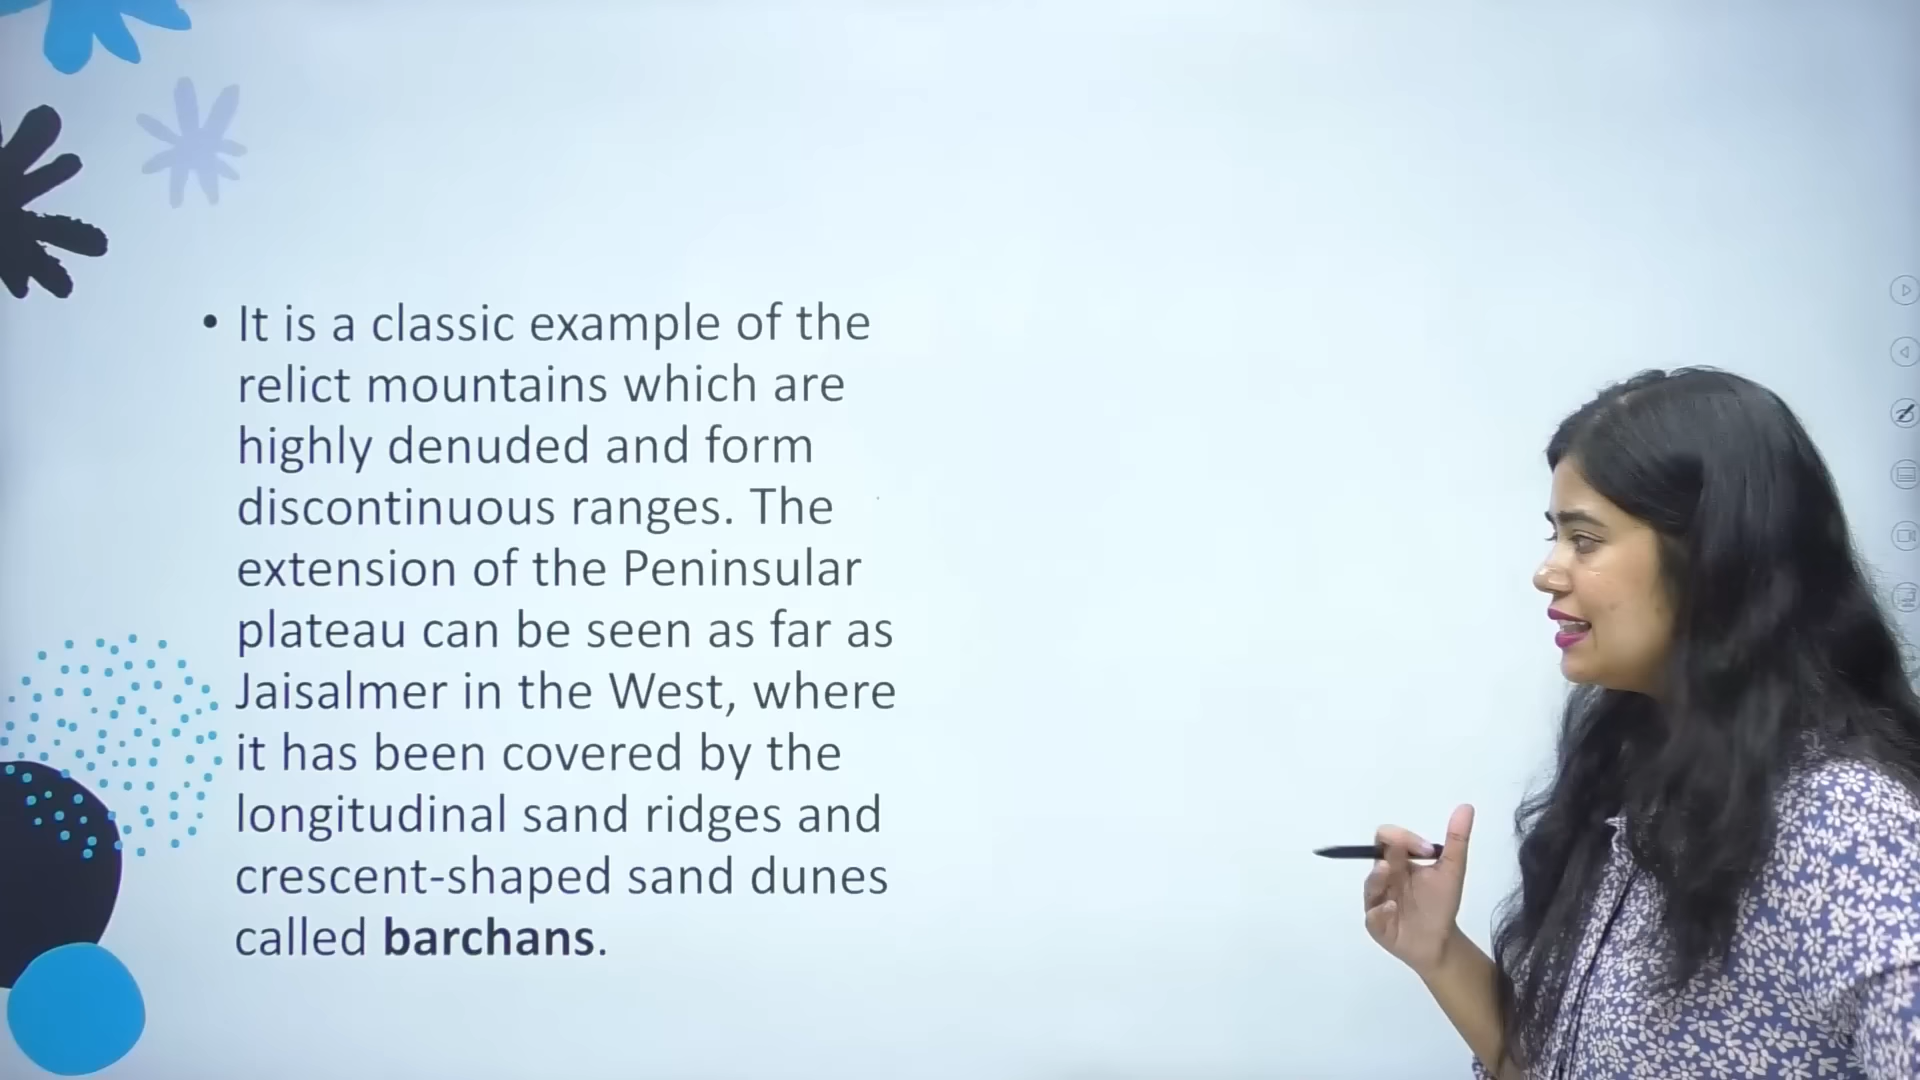 • It is a classic example of the
relict mountains which are
highly denuded and form
discontinuous ranges. The
extension of the Peninsular
plateau can be seen as far as
Jaisalmer in the West, where
it has been covered by the
longitudinal sand ridges and
crescent-shaped sand dunes
called barchans.